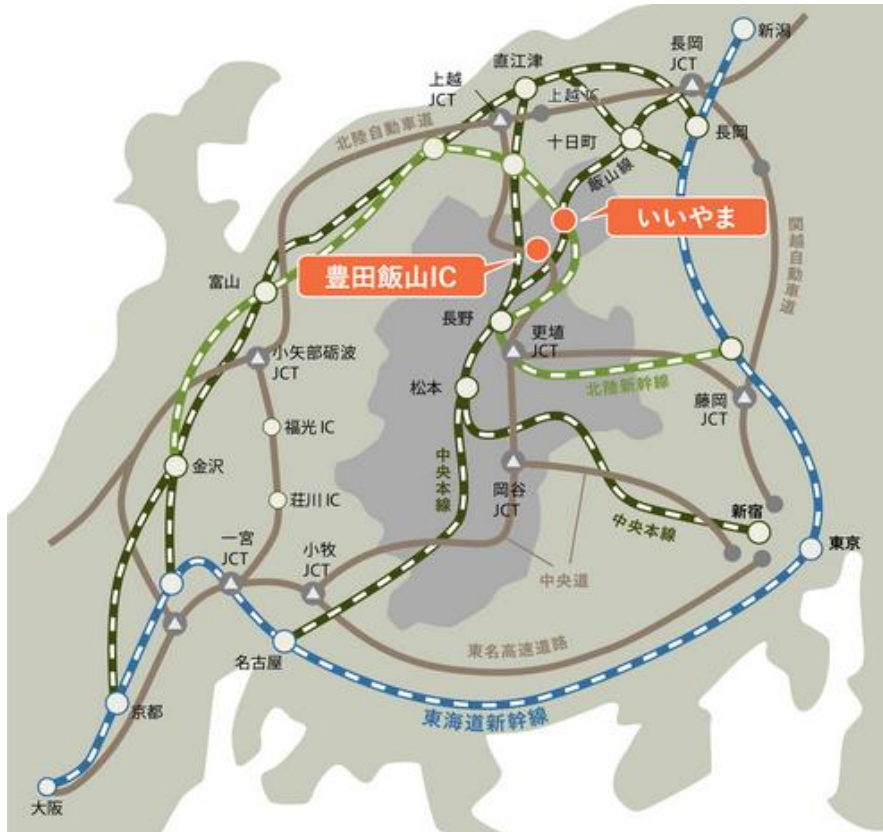 新潟
長岡
JCT
直江津
上越
JCT
上越IC
北陸自動車道
十日町
長岡
飯山線
いいやま
関越自動車道
豊田飯山IC
富山
長野
更埴
JCT
小矢部砺波
JCT
松本
北陸新幹線
藤岡
JCT
福光IC
金沢
中央本線
岡谷
JCT
荘川IC
新宿
中央本線
一宮
JCT
小牧
JCT
東京
中央道
東名高速道路
名古屋
京都
東海道新幹線
大阪